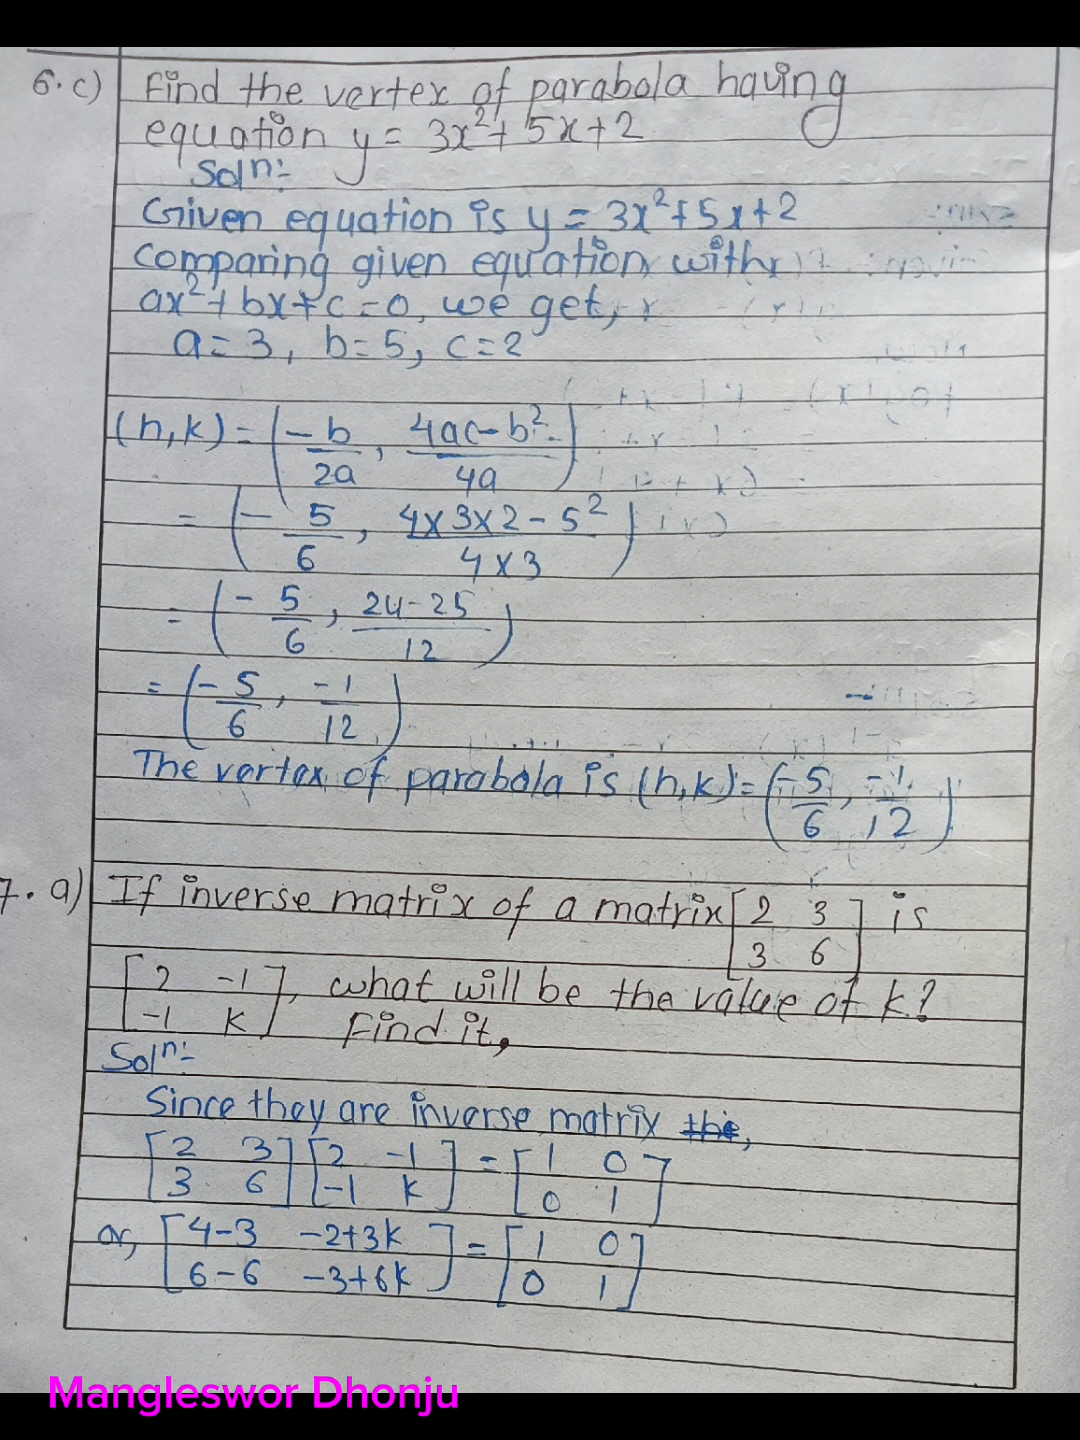 6.c) Find the vertex of parabola having
equation y = 3x²+ 5x+2
Solⁿ:-
Given equation is y = 3x²+5x+2
Comparing given equation with
ax²+bx+c=0, we get,
a=3, b=5, c=2
(h,k) = (-b/2a, 4ac-b²/4a)
= (-5/6, 4x3x2-5²/4x3)
= (-5/6, 24-25/12)
= (-5/6, -1/12)
The vertex of parabola is (h,k)= (-5/6, -1/12)
7.a) If inverse matrix of a matrix [2 3
3 6] is
[2 -1
-1 k], what will be the value of k?
Find it.
Solⁿ:-
Since they are inverse matrix the,
[2 3 [2 -1 = [1 0
3 6] -1 k] 0 1]
or, [4-3 -2+3k = [1 0
6-6 -3+6k] 0 1]
Mangleswor Dhonju